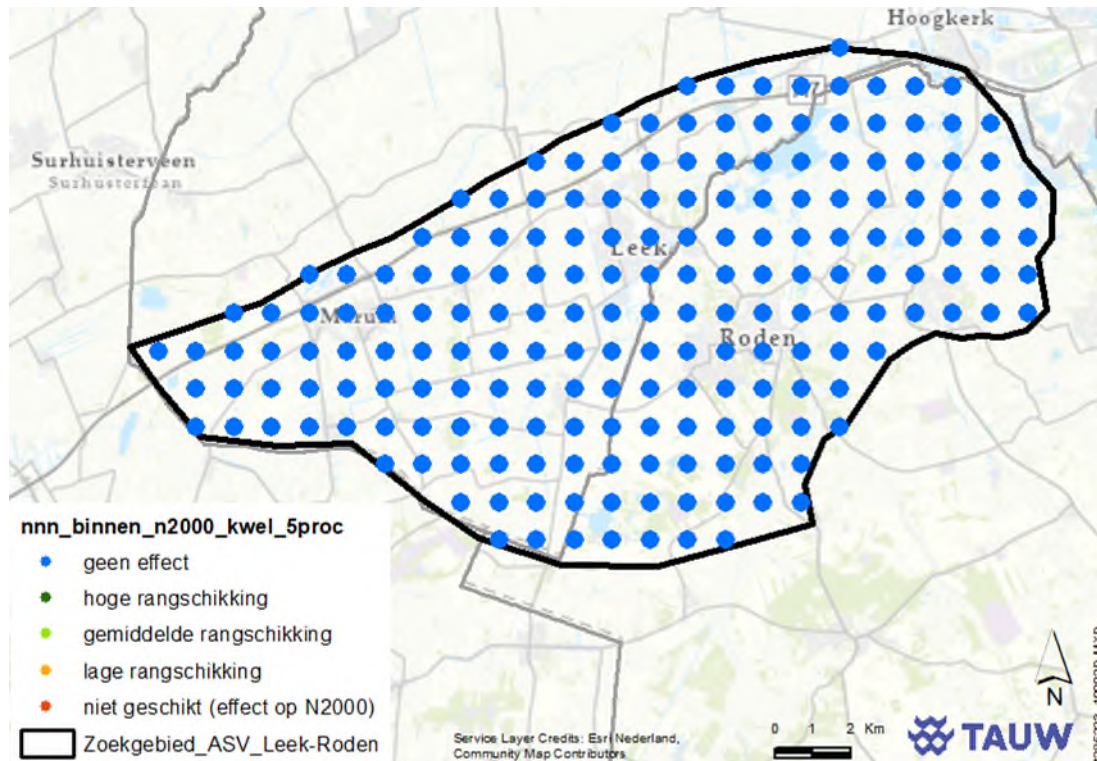 Hoogkerk
Surhuisterveen
Surhústerfean
Leek
Marum
Roden
nnn_binnen_n2000_kwel_5proc
geen effect
hoge rangschikking
gemiddelde rangschikking
lage rangschikking
niet geschikt (effect op N2000)
Zoekgebied_ASV_Leek-Roden
Service Layer Credits: Esri Nederland,
Community Map Contributors
0 1 2 Km
N
TAUW